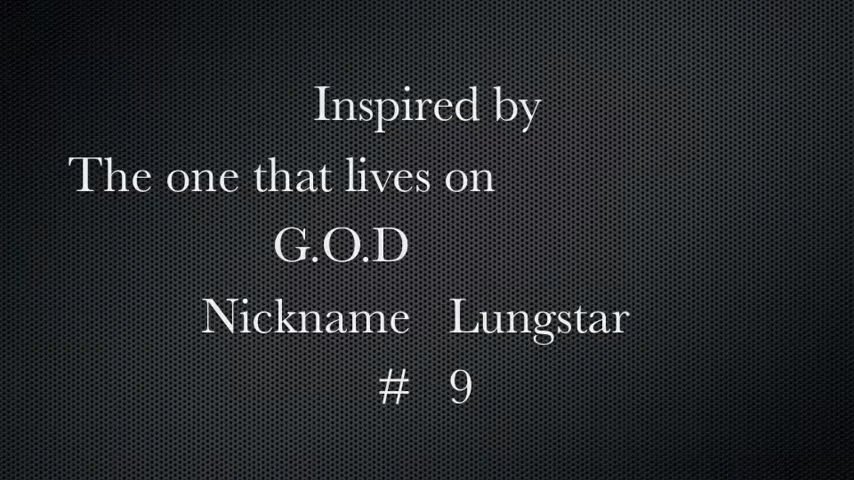 Inspired by
The one that lives on
G.O.D
Nickname Lungstar
# 9